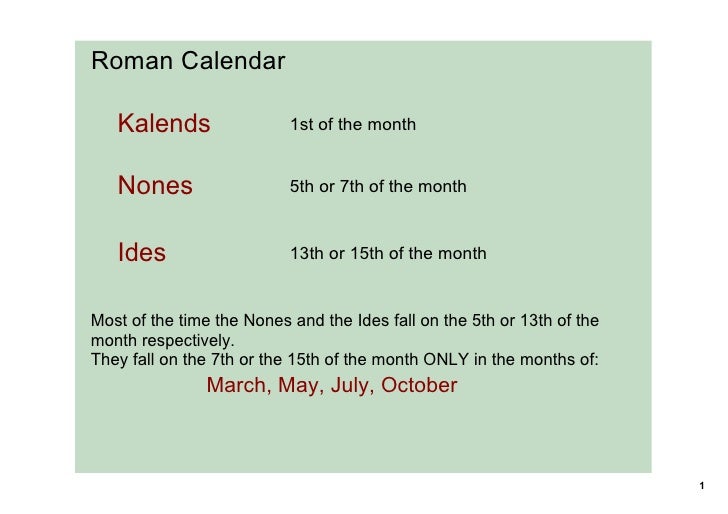 Roman Calendar
Kalends 1st of the month
Nones 5th or 7th of the month
Ides 13th or 15th of the month
Most of the time the Nones and the Ides fall on the 5th or 13th of the
month respectively.
They fall on the 7th or the 15th of the month ONLY in the months of:
March, May, July, October
1